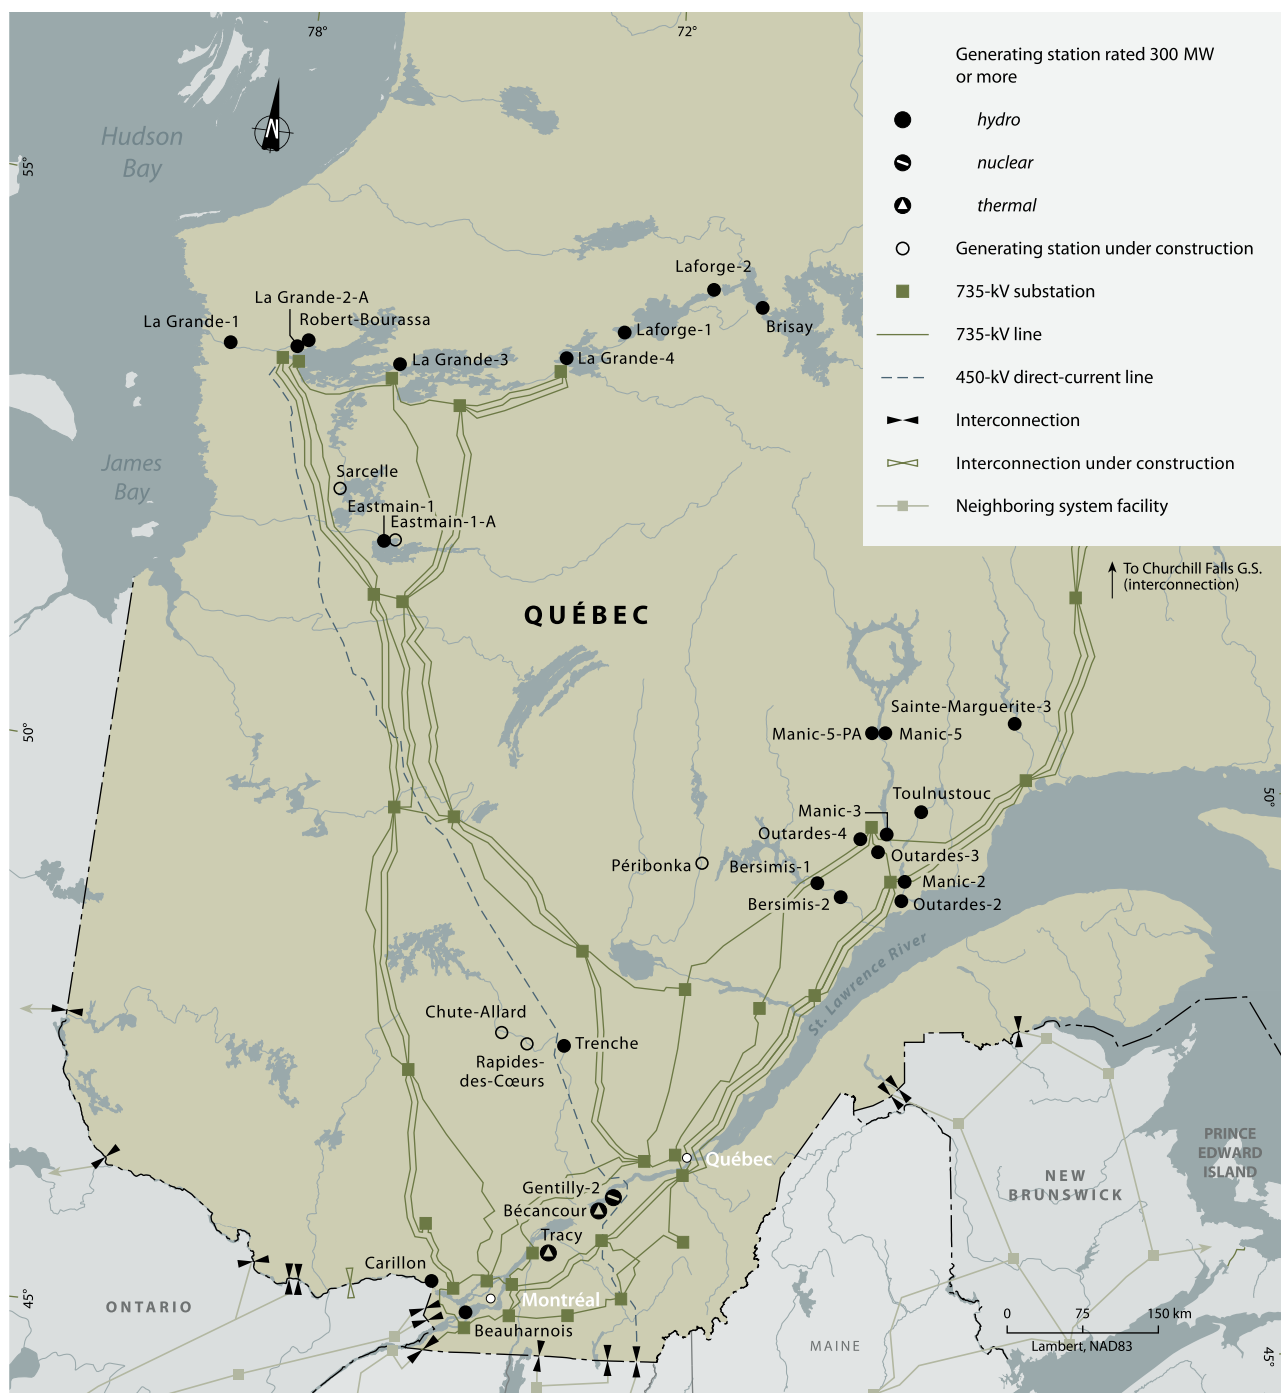 78°
72°
Generating station rated 300 MW
or more
hydro
nuclear
thermal
Generating station under construction
735-kV substation
735-kV line
450-kV direct-current line
Interconnection
Interconnection under construction
Neighboring system facility
N
Hudson
Bay
55°
Laforge-2
La Grande-2-A
La Grande-1
Robert-Bourassa
Laforge-1
Brisay
La Grande-3
La Grande-4
James
Bay
Sarcelle
Eastmain-1
Eastmain-1-A
To Churchill Falls G.S.
(interconnection)
QUÉBEC
Sainte-Marguerite-3
50°
Manic-5-PA
Manic-5
Toulnustouc
50°
Manic-3
Outardes-4
Outardes-3
Péribonka
Bersimis-1
Manic-2
Bersimis-2
Outardes-2
St. Lawrence River
Chute-Allard
Trenche
Rapides-
des-Cœurs
Québec
PRINCE
EDWARD
ISLAND
NEW
BRUNSWICK
Gentilly-2
Bécancour
Tracy
Carillon
45°
ONTARIO
Montréal
Beauharnois
MAINE
0 75 150 km
Lambert, NAD83
45°